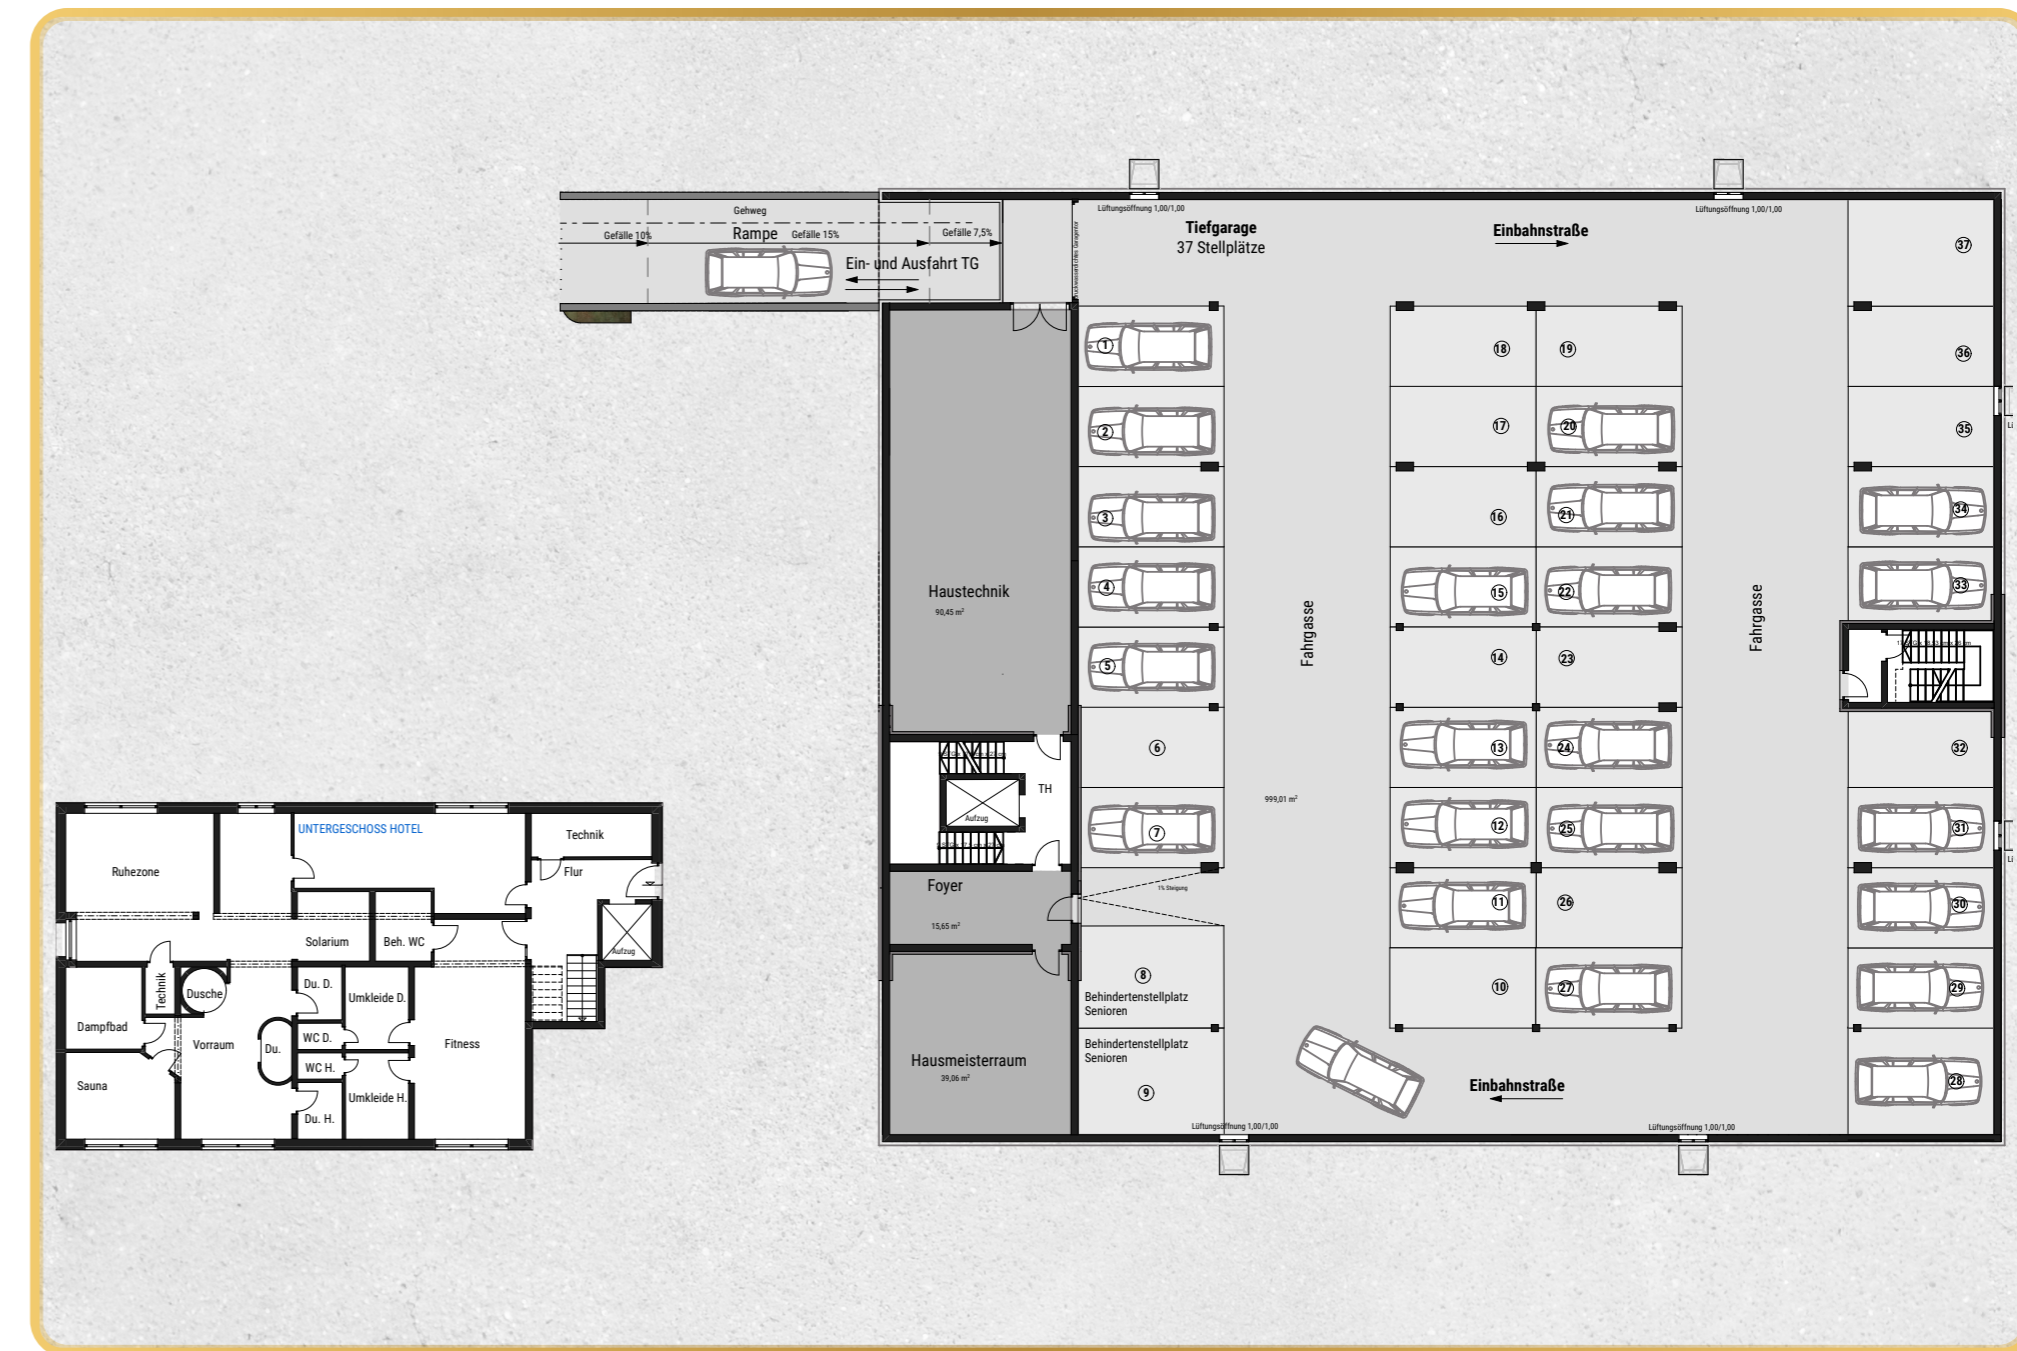 Lüftungsöffnung 1,00/1,00
Lüftungsöffnung 1,00/1,00
Gehweg
Rampe
Gefälle 10%
Gefälle 15%
Gefälle 7,5%
Ein- und Ausfahrt TG
Tiefgarage
37 Stellplätze
Einbahnstraße
37
1
18
19
36
2
17
20
35
3
16
21
34
Haustechnik
90,45 m²
4
15
22
33
Fahrgasse
Fahrgasse
5
14
23
6
13
24
32
TH
Aufzug
999,01 m²
7
12
25
31
Foyer
15,65 m²
1% Steigung
11
26
30
8
Behindertenstellplatz
Senioren
10
27
29
Behindertenstellplatz
Senioren
9
Hausmeisterraum
39,06 m²
Einbahnstraße
28
Lüftungsöffnung 1,00/1,00
Lüftungsöffnung 1,00/1,00
UNTERGESCHOSS HOTEL
Technik
Ruhezone
Flur
Solarium
Beh. WC
Aufzug
Technik
Dusche
Du. D.
Umkleide D.
Dampfbad
Vorraum
Du.
WC D.
Fitness
WC H.
Sauna
Umkleide H.
Du. H.